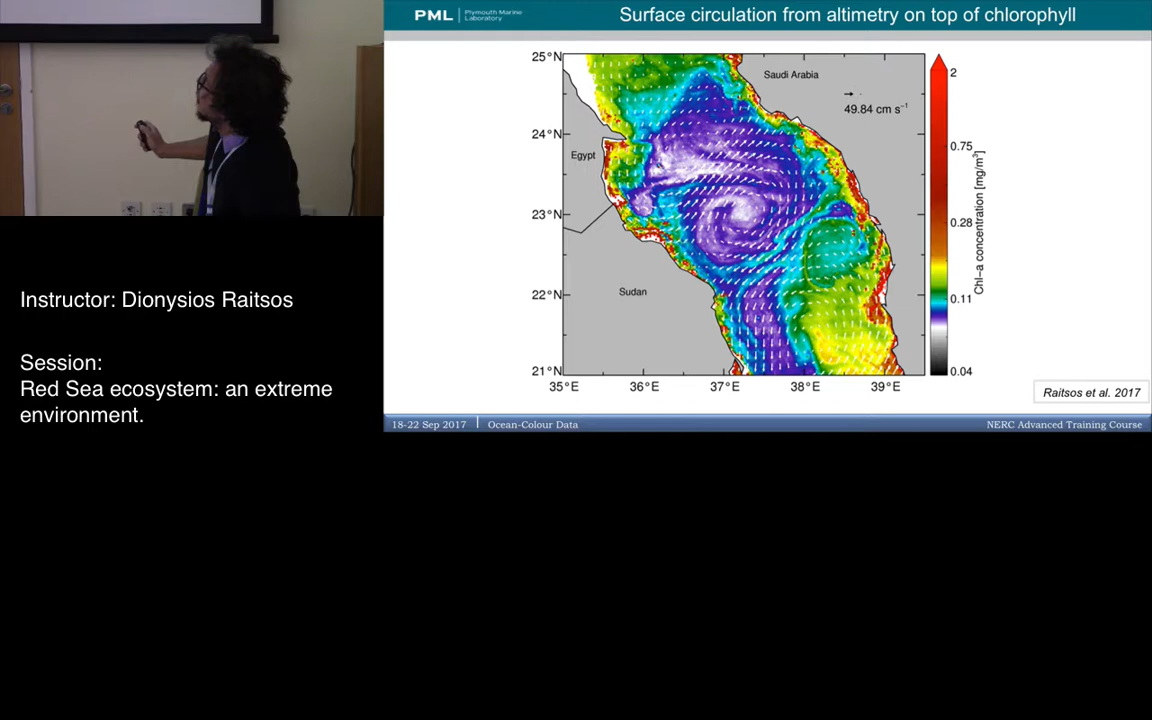 PML
Plymouth Marine
Laboratory
Surface circulation from altimetry on top of chlorophyll
25°N
24°N
23°N
22°N
21°N
35°E
36°E
37°E
38°E
39°E
Saudi Arabia
49.84 cm s⁻¹
Egypt
Sudan
2
0.75
0.28
0.11
0.04
Chl-a concentration [mg/m³]
Raitsos et al. 2017
18-22 Sep 2017
Ocean-Colour Data
NERC Advanced Training Course
Instructor: Dionysios Raitsos
Session:
Red Sea ecosystem: an extreme
environment.